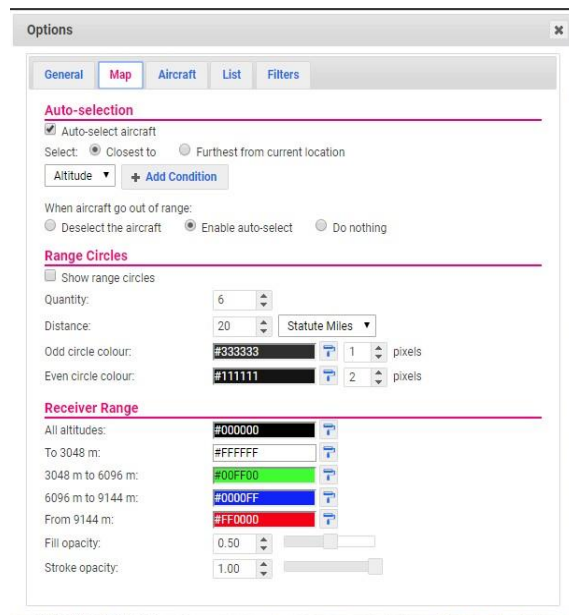 Options
General Map Aircraft List Filters
Auto-selection
Auto-select aircraft
Select: Closest to Furthest from current location
Altitude + Add Condition
When aircraft go out of range:
Deselect the aircraft Enable auto-select Do nothing
Range Circles
Show range circles
Quantity: 6
Distance: 20 Statute Miles
Odd circle colour: #333333 1 pixels
Even circle colour: #111111 2 pixels
Receiver Range
All altitudes: #000000
To 3048 m: #FFFFFF
3048 m to 6096 m: #00FF00
6096 m to 9144 m: #0000FF
From 9144 m: #FF0000
Fill opacity: 0.50
Stroke opacity: 1.00